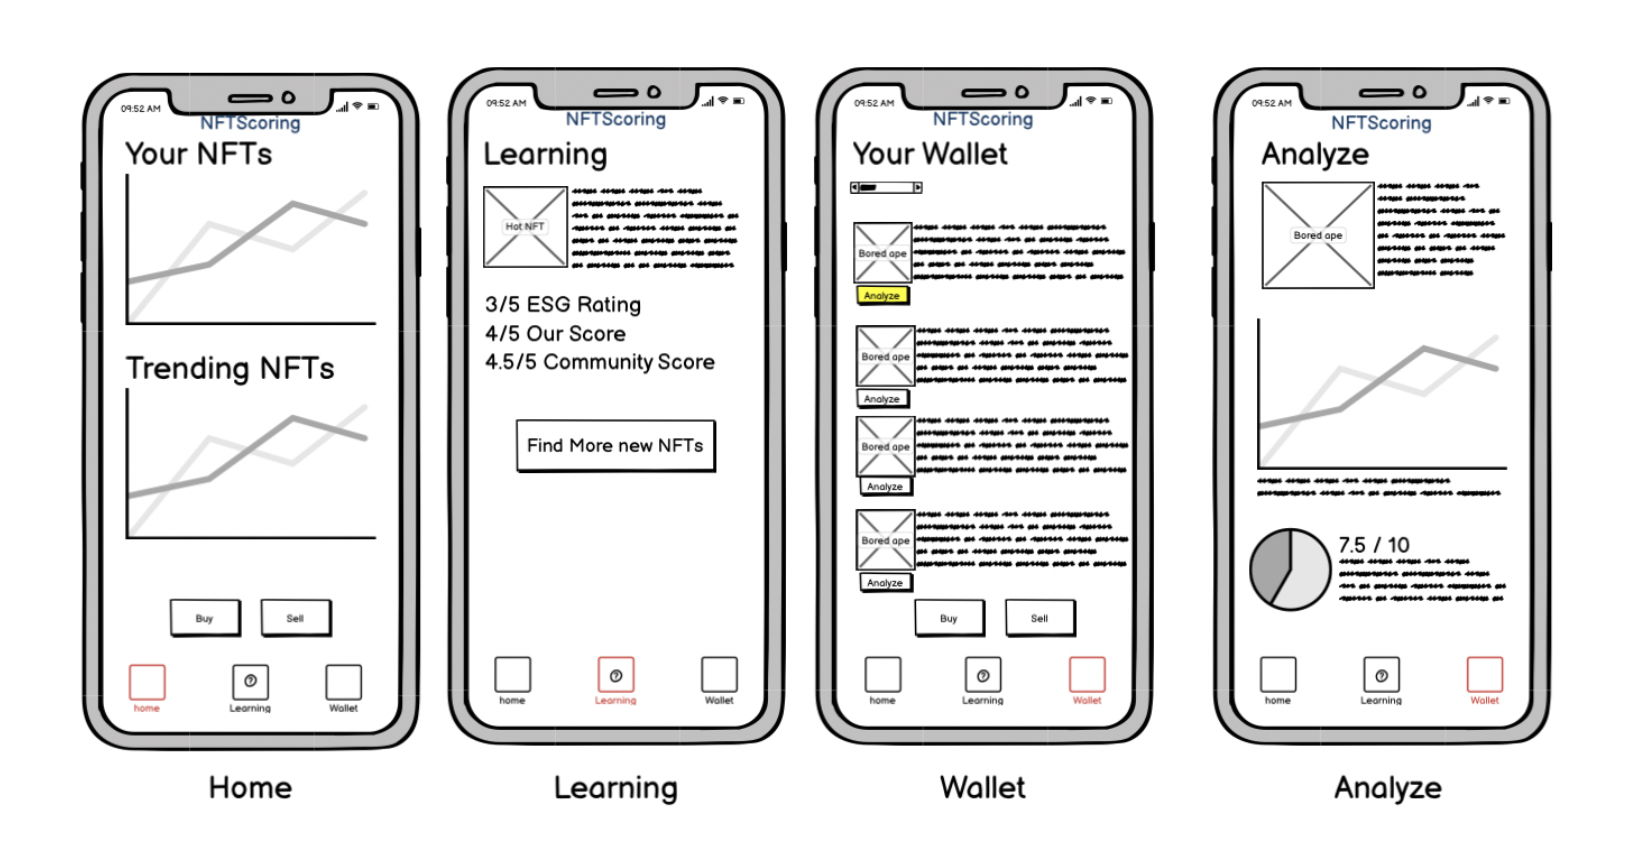 09:52 AM
NFTScoring
Your NFTs
Trending NFTs
Buy
Sell
home
?
Learning
Wallet
Home
09:52 AM
NFTScoring
Learning
Hot NFT
3/5 ESG Rating
4/5 Our Score
4.5/5 Community Score
Find More new NFTs
home
?
Learning
Wallet
Learning
09:52 AM
NFTScoring
Your Wallet
Bored ape
Analyze
Bored ape
Analyze
Bored ape
Analyze
Bored ape
Analyze
Buy
Sell
home
?
Learning
Wallet
Wallet
09:52 AM
NFTScoring
Analyze
Bored ape
7.5 / 10
home
?
Learning
Wallet
Analyze